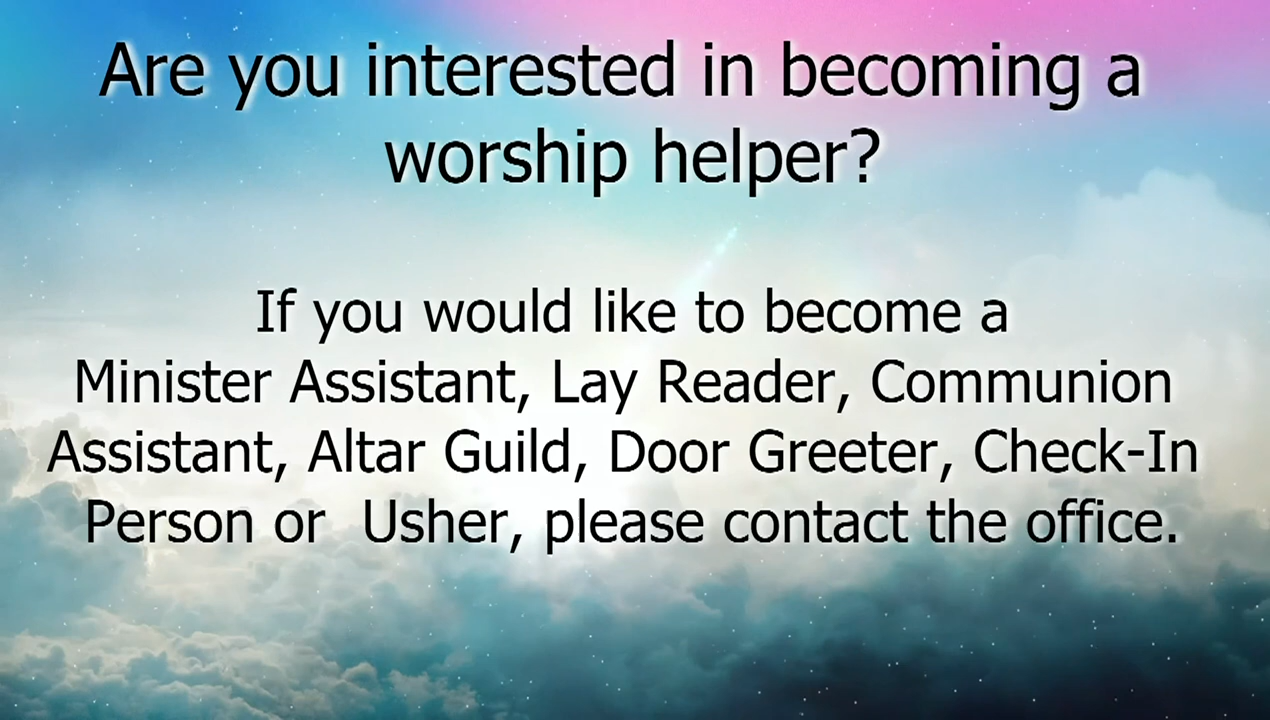 Are you interested in becoming a
worship helper?
If you would like to become a
Minister Assistant, Lay Reader, Communion
Assistant, Altar Guild, Door Greeter, Check-In
Person or  Usher, please contact the office.